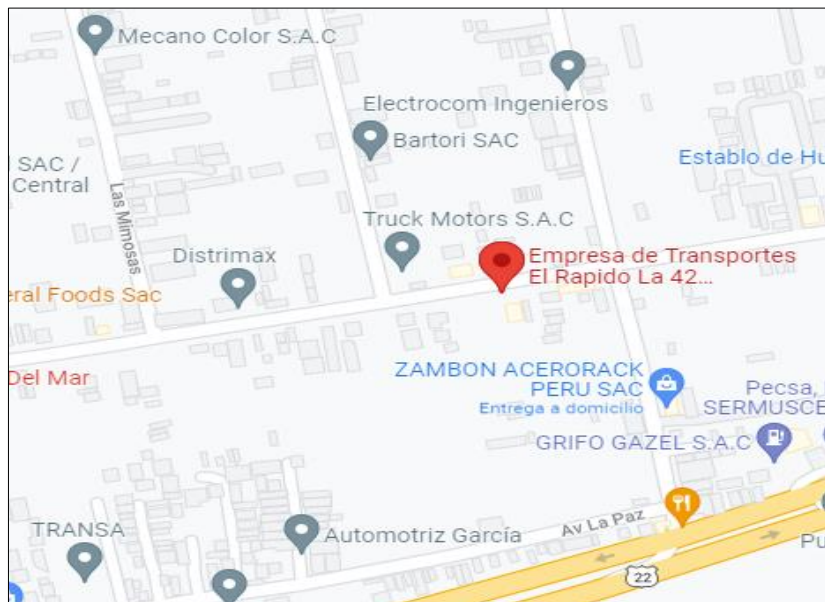 Mecano Color S.A.C
Electrocom Ingenieros
Bartori SAC
SAC /
Central
Establo de Hu
Las Mimosas
Truck Motors S.A.C
Distrimax
Empresa de Transportes
El Rapido La 42...
eral Foods Sac
Del Mar
ZAMBON ACERORACK
PERU SAC
Entrega a domicilio
Pecsa,
SERMUSCE
GRIFO GAZEL S.A.C
Av La Paz
TRANSA
Automotriz García
Pu
22